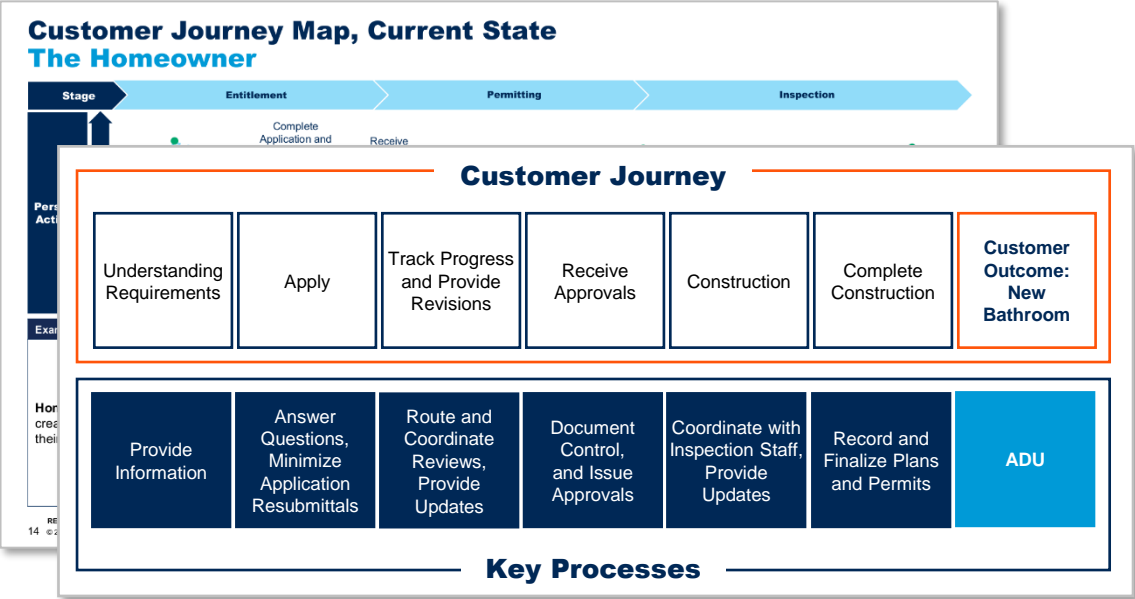 Customer Journey Map, Current State
The Homeowner
Stage
Entitlement
Permitting
Inspection
Complete
Application and
Receive
Customer Journey
Understanding
Requirements
Apply
Track Progress
and Provide
Revisions
Receive
Approvals
Construction
Complete
Construction
Customer
Outcome:
New
Bathroom
Provide
Information
Answer
Questions,
Minimize
Application
Resubmittals
Route and
Coordinate
Reviews,
Provide
Updates
Document
Control,
and Issue
Approvals
Coordinate with
Inspection Staff,
Provide
Updates
Record and
Finalize Plans
and Permits
ADU
Key Processes
14